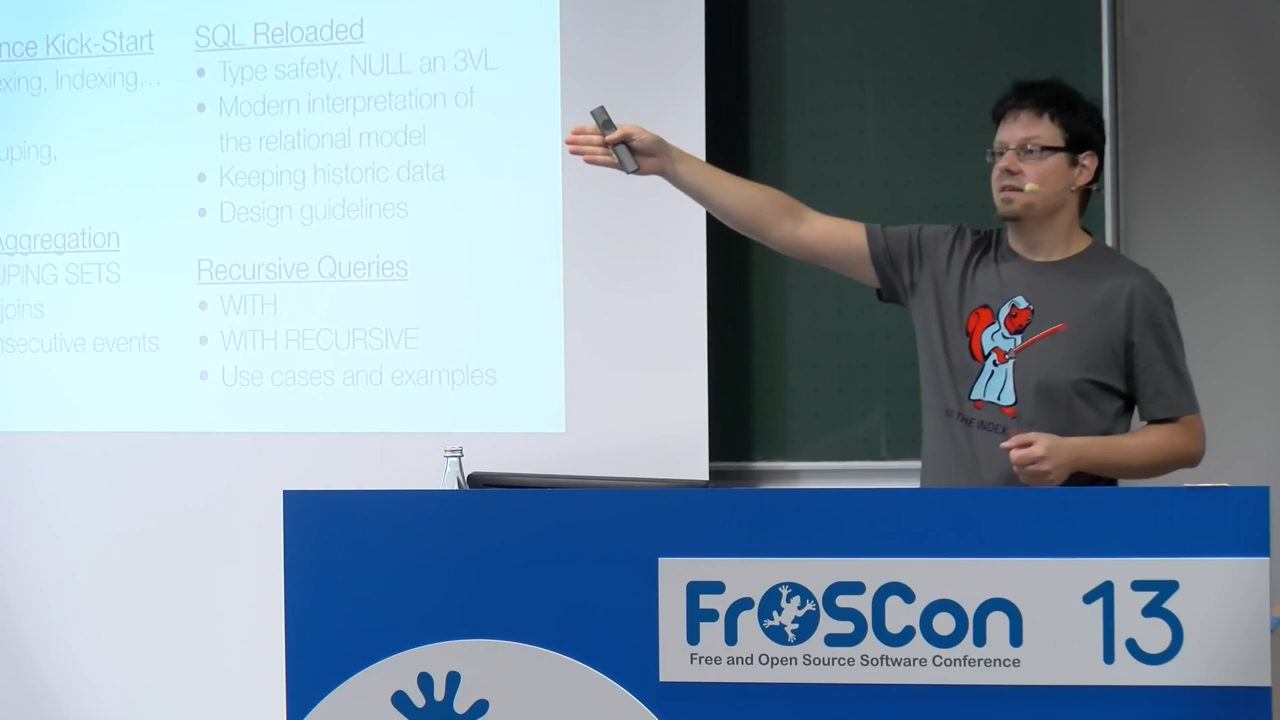 nce Kick-Start
exing, Indexing...
uping,
Aggregation
UPING SETS
joins
nsecutive events
SQL Reloaded
• Type safety, NULL an 3VL
• Modern interpretation of
the relational model
• Keeping historic data
• Design guidelines
Recursive Queries
• WITH
• WITH RECURSIVE
• Use cases and examples
THE INDEX
FrOSCon 13
Free and Open Source Software Conference